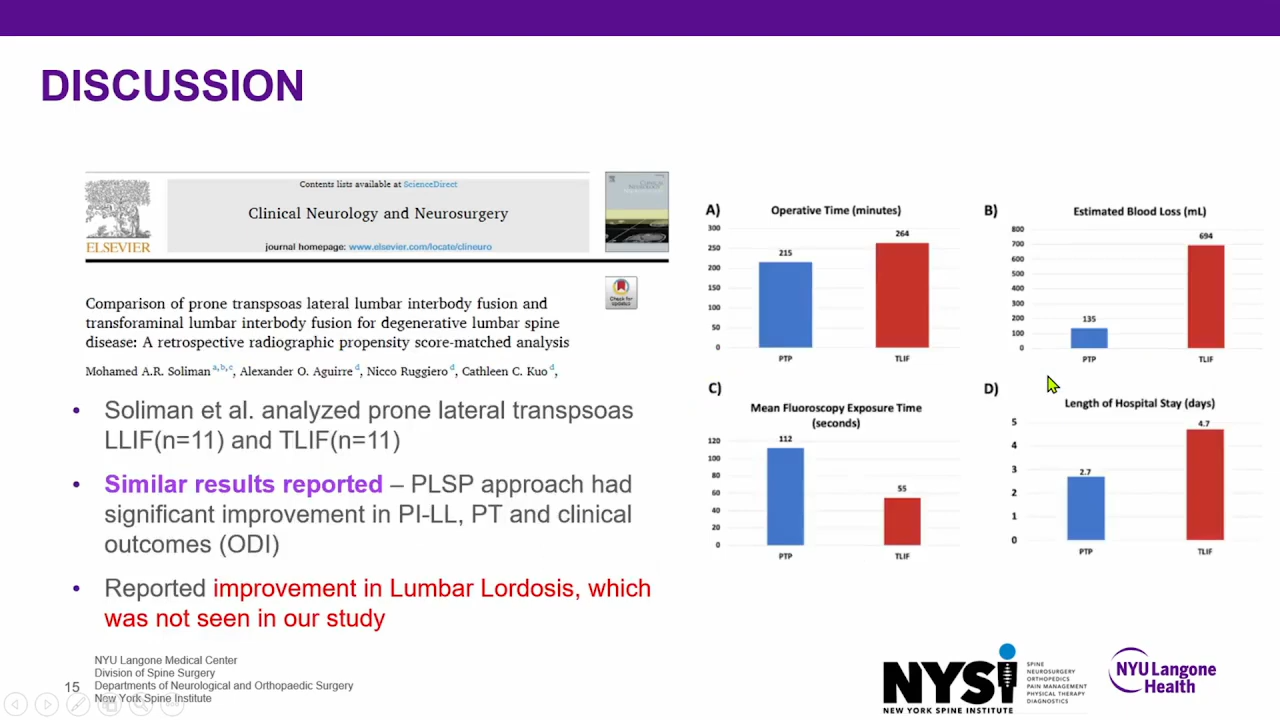 DISCUSSION
Contents lists available at ScienceDirect
Clinical Neurology and Neurosurgery
ELSEVIER
journal homepage: www.elsevier.com/locate/clineuro
Check for
updates
Comparison of prone transpsoas lateral lumbar interbody fusion and
transforaminal lumbar interbody fusion for degenerative lumbar spine
disease: A retrospective radiographic propensity score-matched analysis
Mohamed A.R. Soliman a,b,c, Alexander O. Aguirre d, Nicco Ruggiero d, Cathleen C. Kuo d,
• Soliman et al. analyzed prone lateral transpsoas
LLIF(n=11) and TLIF(n=11)
• Similar results reported – PLSP approach had
significant improvement in PI-LL, PT and clinical
outcomes (ODI)
• Reported improvement in Lumbar Lordosis, which
was not seen in our study
A) Operative Time (minutes)
300
250
200
150
100
50
0
215
264
PTP
TLIF
B) Estimated Blood Loss (mL)
800
700
600
500
400
300
200
100
0
135
694
PTP
TLIF
C) Mean Fluoroscopy Exposure Time
(seconds)
120
100
80
60
40
20
0
112
55
PTP
TLIF
D) Length of Hospital Stay (days)
5
4
3
2
1
0
2.7
4.7
PTP
TLIF
15
NYU Langone Medical Center
Division of Spine Surgery
Departments of Neurological and Orthopaedic Surgery
New York Spine Institute
NYSI
NEW YORK SPINE INSTITUTE
SPINE
NEUROSURGERY
ORTHOPEDICS
PAIN MANAGEMENT
PHYSICAL THERAPY
DIAGNOSTICS
NYU Langone
Health